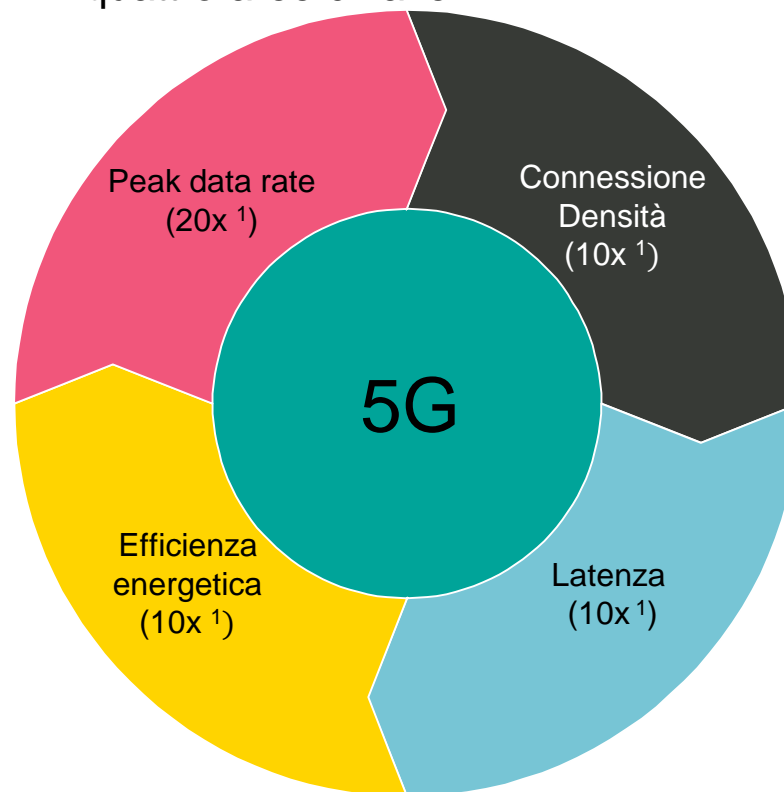 Peak data rate
(20x ¹)
Connessione
Densità
(10x ¹)
5G
Efficienza
energetica
(10x ¹)
Latenza
(10x ¹)